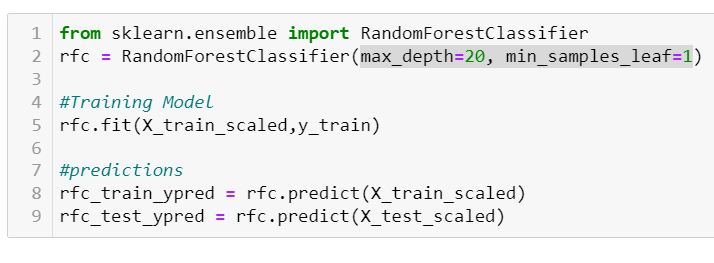 1 from sklearn.ensemble import RandomForestClassifier
2 rfc = RandomForestClassifier(max_depth=20, min_samples_leaf=1)
3
4 #Training Model
5 rfc.fit(X_train_scaled,y_train)
6
7 #predictions
8 rfc_train_ypred = rfc.predict(X_train_scaled)
9 rfc_test_ypred = rfc.predict(X_test_scaled)